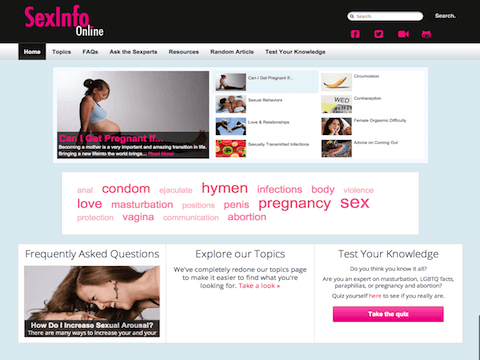 SexInfo
Online
Search.
Search.
Home Topics FAQs Ask the Sexperts Resources Random Article Test Your Knowledge
Can I Get Pregnant If...
Becoming a mother is a very important and amazing transition in life.
Bringing a new lifeinto the world brings... Read More!
Can I Get Pregnant If...
Sexual Behaviors
Love & Relationships
Sexually Transmitted Infections
Circumcision
WED
Contraception
Female Orgasmic Difficulty
Advice on Coming Out
anal condom ejaculate hymen infections body violence
love masturbation positions penis pregnancy sex
protection vagina communication abortion
Frequently Asked Questions
How Do I Increase Sexual Arousal?
There are many ways to increase your and your
Explore our Topics
We've completely redone our topics page
to make it easier to find what you're
looking for. Take a look »
Test Your Knowledge
Do you think you know it all?
Are you an expert on masturbation, LGBTQ facts,
paraphilias, or pregnancy and abortion?
Quiz yourself here to see if you really are.
Take the quiz